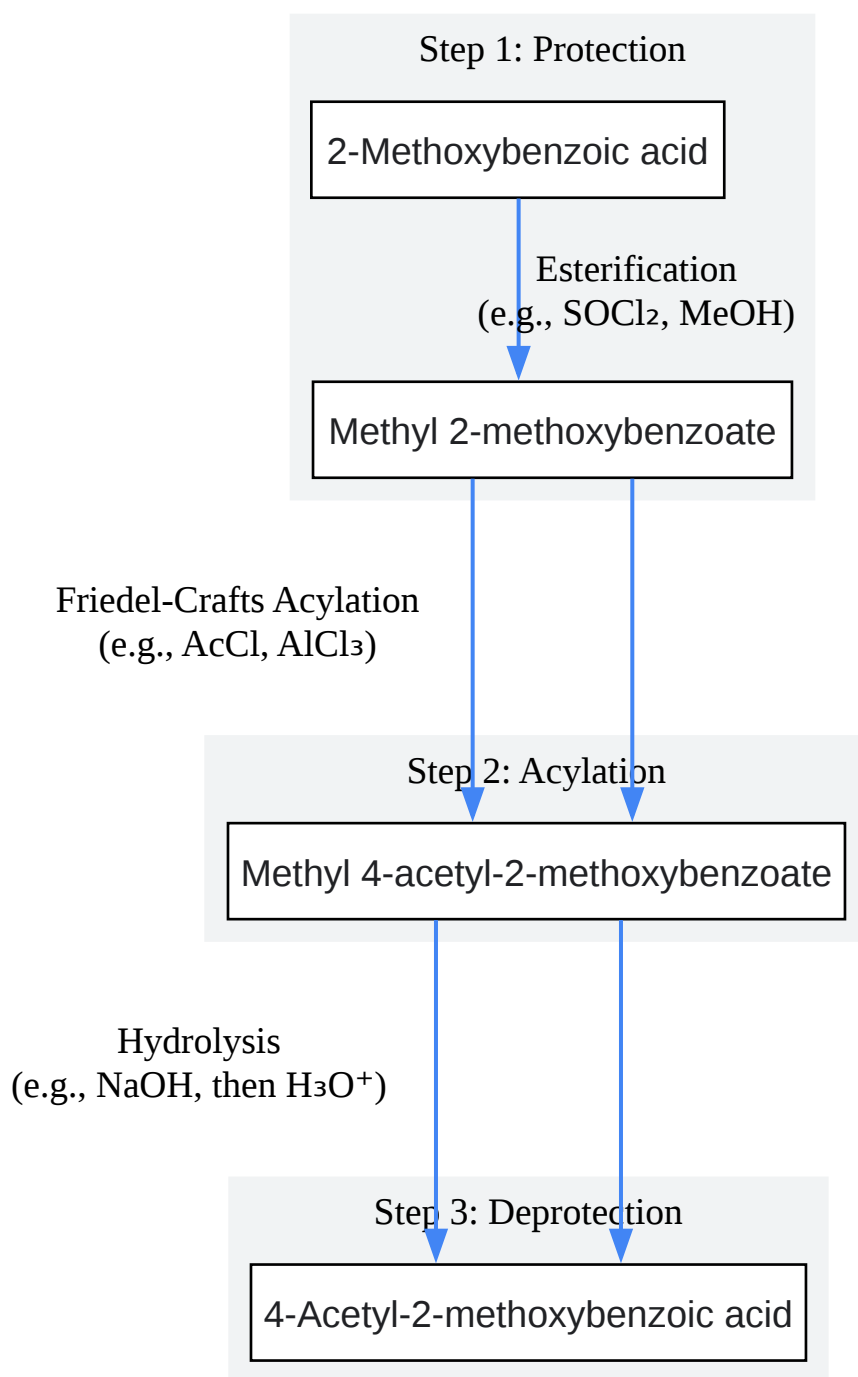 Step 1: Protection
2-Methoxybenzoic acid
Esterification
(e.g., SOCl₂, MeOH)
Methyl 2-methoxybenzoate
Friedel-Crafts Acylation
(e.g., AcCl, AlCl₃)
Step 2: Acylation
Methyl 4-acetyl-2-methoxybenzoate
Hydrolysis
(e.g., NaOH, then H₃O⁺)
Step 3: Deprotection
4-Acetyl-2-methoxybenzoic acid